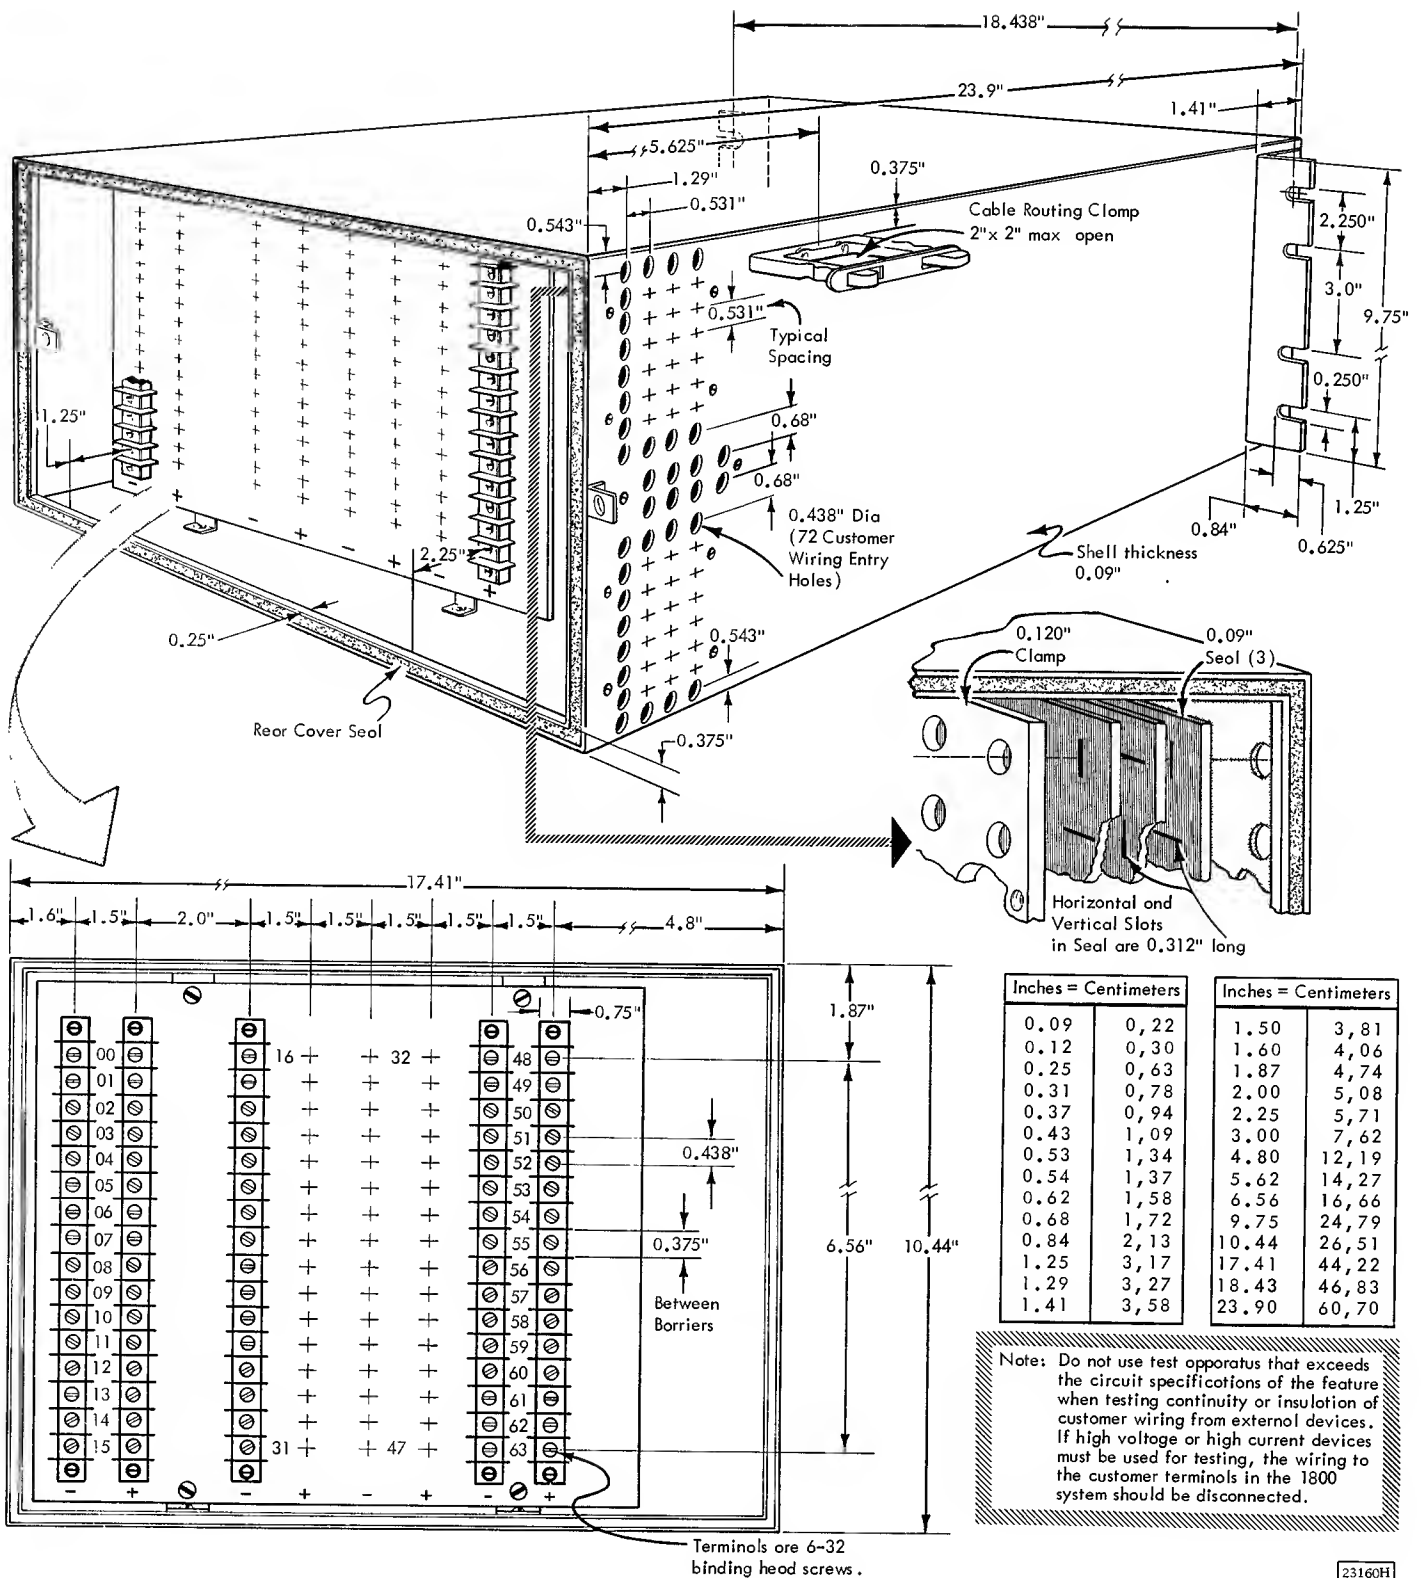 18.438"
23.9"
1.41"
5.625"
0.375"
1.29"
0.531"
Cable Routing Clomp
2"x 2" max open
0.543"
2.250"
0.531"
3.0"
9.75"
Typical
Spacing
0.250"
1.25"
0.68"
0.68"
0.438" Dia
(72 Customer
Wiring Entry
Holes)
1.25"
0.84"
0.625"
Shell thickness
0.09"
2.25"
0.25"
0.543"
0.120"
Clamp
0.09"
Seol (3)
Reor Cover Seol
0.375"
Horizontal ond
Vertical Slots
in Seal are 0.312" long
17.41"
1.6" 1.5" 2.0" 1.5" 1.5" 1.5" 1.5" 1.5" 4.8"
0.75"
1.87"
00 16 + + 32 + 48
01 49
02 50
03 51
04 52
05 53
06 54
07 55
08 56
09 57
10 58
11 59
12 60
13 61
14 62
15 31 + + 47 + 63
- + - + - + - +
0.438"
0.375"
Between
Borriers
6.56"
10.44"
Terminols ore 6-32
binding heod screws.
Inches = Centimeters
0.09 0,22
0.12 0,30
0.25 0,63
0.31 0,78
0.37 0,94
0.43 1,09
0.53 1,34
0.54 1,37
0.62 1,58
0.68 1,72
0.84 2,13
1.25 3,17
1.29 3,27
1.41 3,58
Inches = Centimeters
1.50 3,81
1.60 4,06
1.87 4,74
2.00 5,08
2.25 5,71
3.00 7,62
4.80 12,19
5.62 14,27
6.56 16,66
9.75 24,79
10.44 26,51
17.41 44,22
18.43 46,83
23.90 60,70
Note: Do not use test opporatus that exceeds
the circuit specificotions of the feature
when testing continuity or insulotion of
customer wiring from externol devices.
If high voltoge or high current devices
must be used for testing, the wiring to
the customer terminols in the 1800
system should be disconnected.
23160H